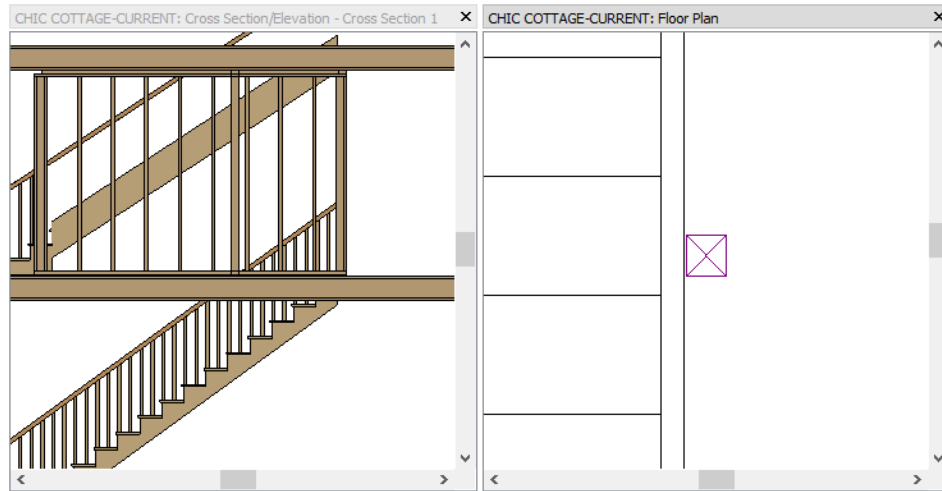 CHIC COTTAGE-CURRENT: Cross Section/Elevation - Cross Section 1
CHIC COTTAGE-CURRENT: Floor Plan